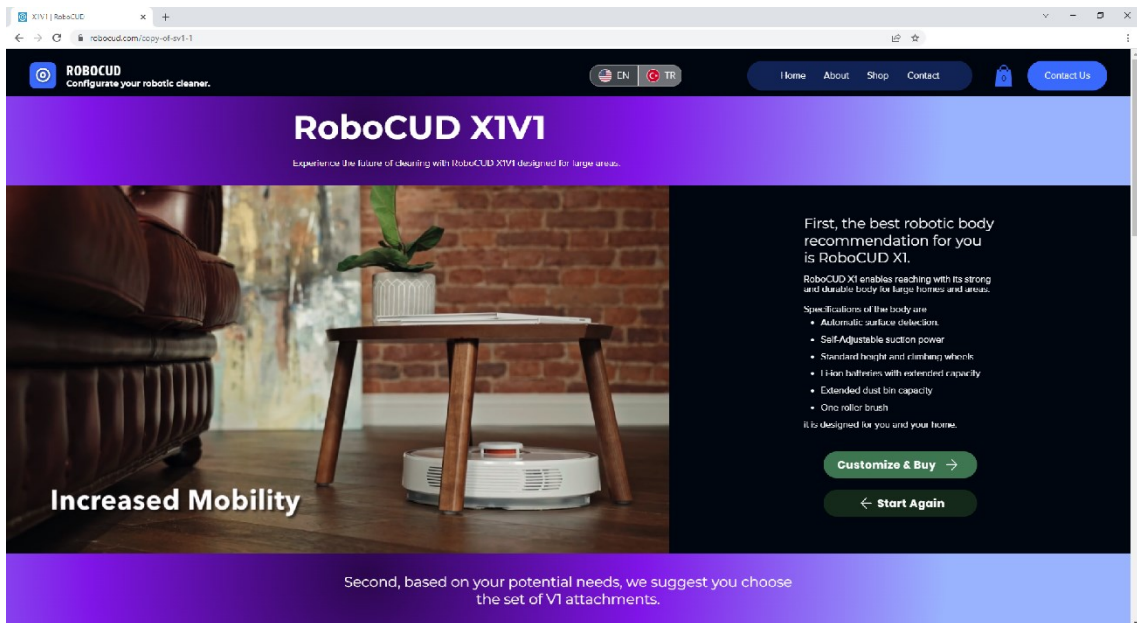 X1V1 | RoboCUD
robocud.com/copy-of-sv1-1
ROBOCUD
Configurate your robotic cleaner.
EN
TR
Home About Shop Contact
0
Contact Us
RoboCUD X1V1
Experience the future of cleaning with RoboCUD X1V1 designed for large areas.
First, the best robotic body
recommendation for you
is RoboCUD X1.
RoboCUD X1 enables reaching with its strong
and durable body for large homes and areas.
Specifications of the body are
Automatic surface detection.
Self-Adjustable suction power
Standard height and climbing wheels
Li-ion batteries with extended capacity
Extended dust bin capacity
One roller brush
it is designed for you and your home.
Customize & Buy
Start Again
Increased Mobility
Second, based on your potential needs, we suggest you choose
the set of V1 attachments.